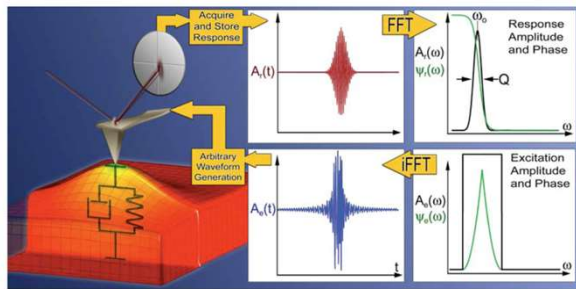 Acquire
and Store
Response
Aᵣ(t)
FFT
ωₒ
Response
Amplitude
and Phase
Aᵣ(ω)
ψᵣ(ω)
Q
ω
Arbitrary
Waveform
Generation
Aₑ(t)
t
iFFT
Excitation
Amplitude
and Phase
Aₑ(ω)
ψₑ(ω)
ω